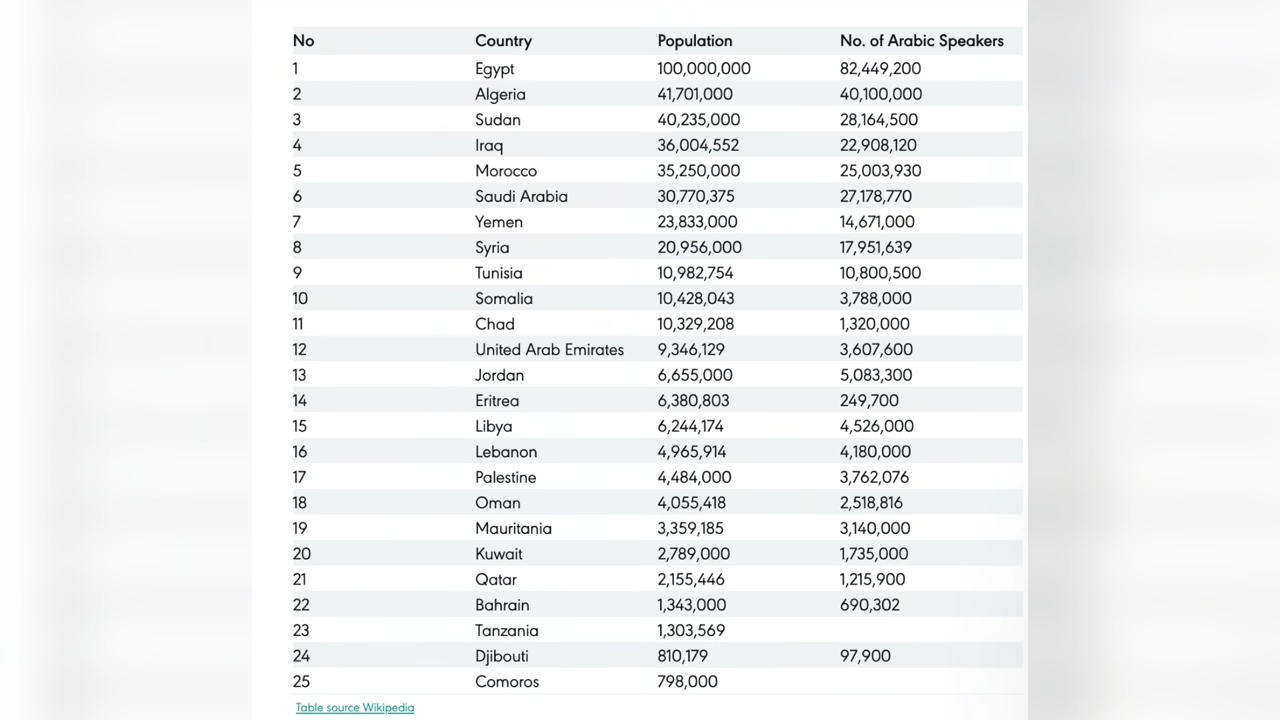 No Country Population No. of Arabic Speakers
1 Egypt 100,000,000 82,449,200
2 Algeria 41,701,000 40,100,000
3 Sudan 40,235,000 28,164,500
4 Iraq 36,004,552 22,908,120
5 Morocco 35,250,000 25,003,930
6 Saudi Arabia 30,770,375 27,178,770
7 Yemen 23,833,000 14,671,000
8 Syria 20,956,000 17,951,639
9 Tunisia 10,982,754 10,800,500
10 Somalia 10,428,043 3,788,000
11 Chad 10,329,208 1,320,000
12 United Arab Emirates 9,346,129 3,607,600
13 Jordan 6,655,000 5,083,300
14 Eritrea 6,380,803 249,700
15 Libya 6,244,174 4,526,000
16 Lebanon 4,965,914 4,180,000
17 Palestine 4,484,000 3,762,076
18 Oman 4,055,418 2,518,816
19 Mauritania 3,359,185 3,140,000
20 Kuwait 2,789,000 1,735,000
21 Qatar 2,155,446 1,215,900
22 Bahrain 1,343,000 690,302
23 Tanzania 1,303,569
24 Djibouti 810,179 97,900
25 Comoros 798,000
Table source Wikipedia